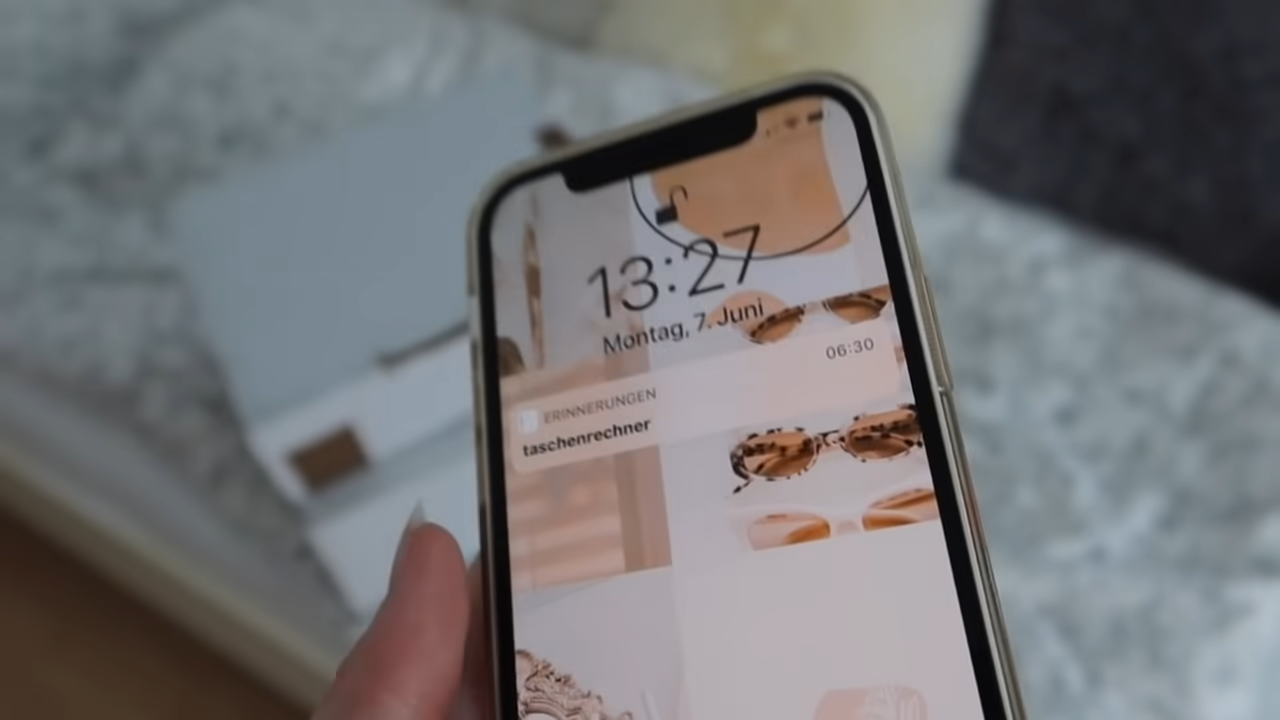 13:27
Montag, 7. Juni
06:30
ERINNERUNGEN
taschenrechner